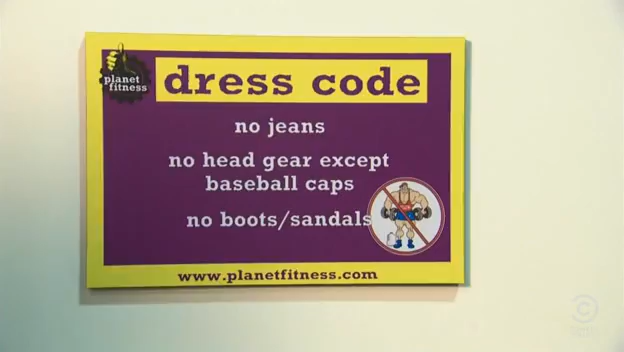 planet
fitness
dress code
no jeans
no head gear except
baseball caps
no boots/sandals
www.planetfitness.com